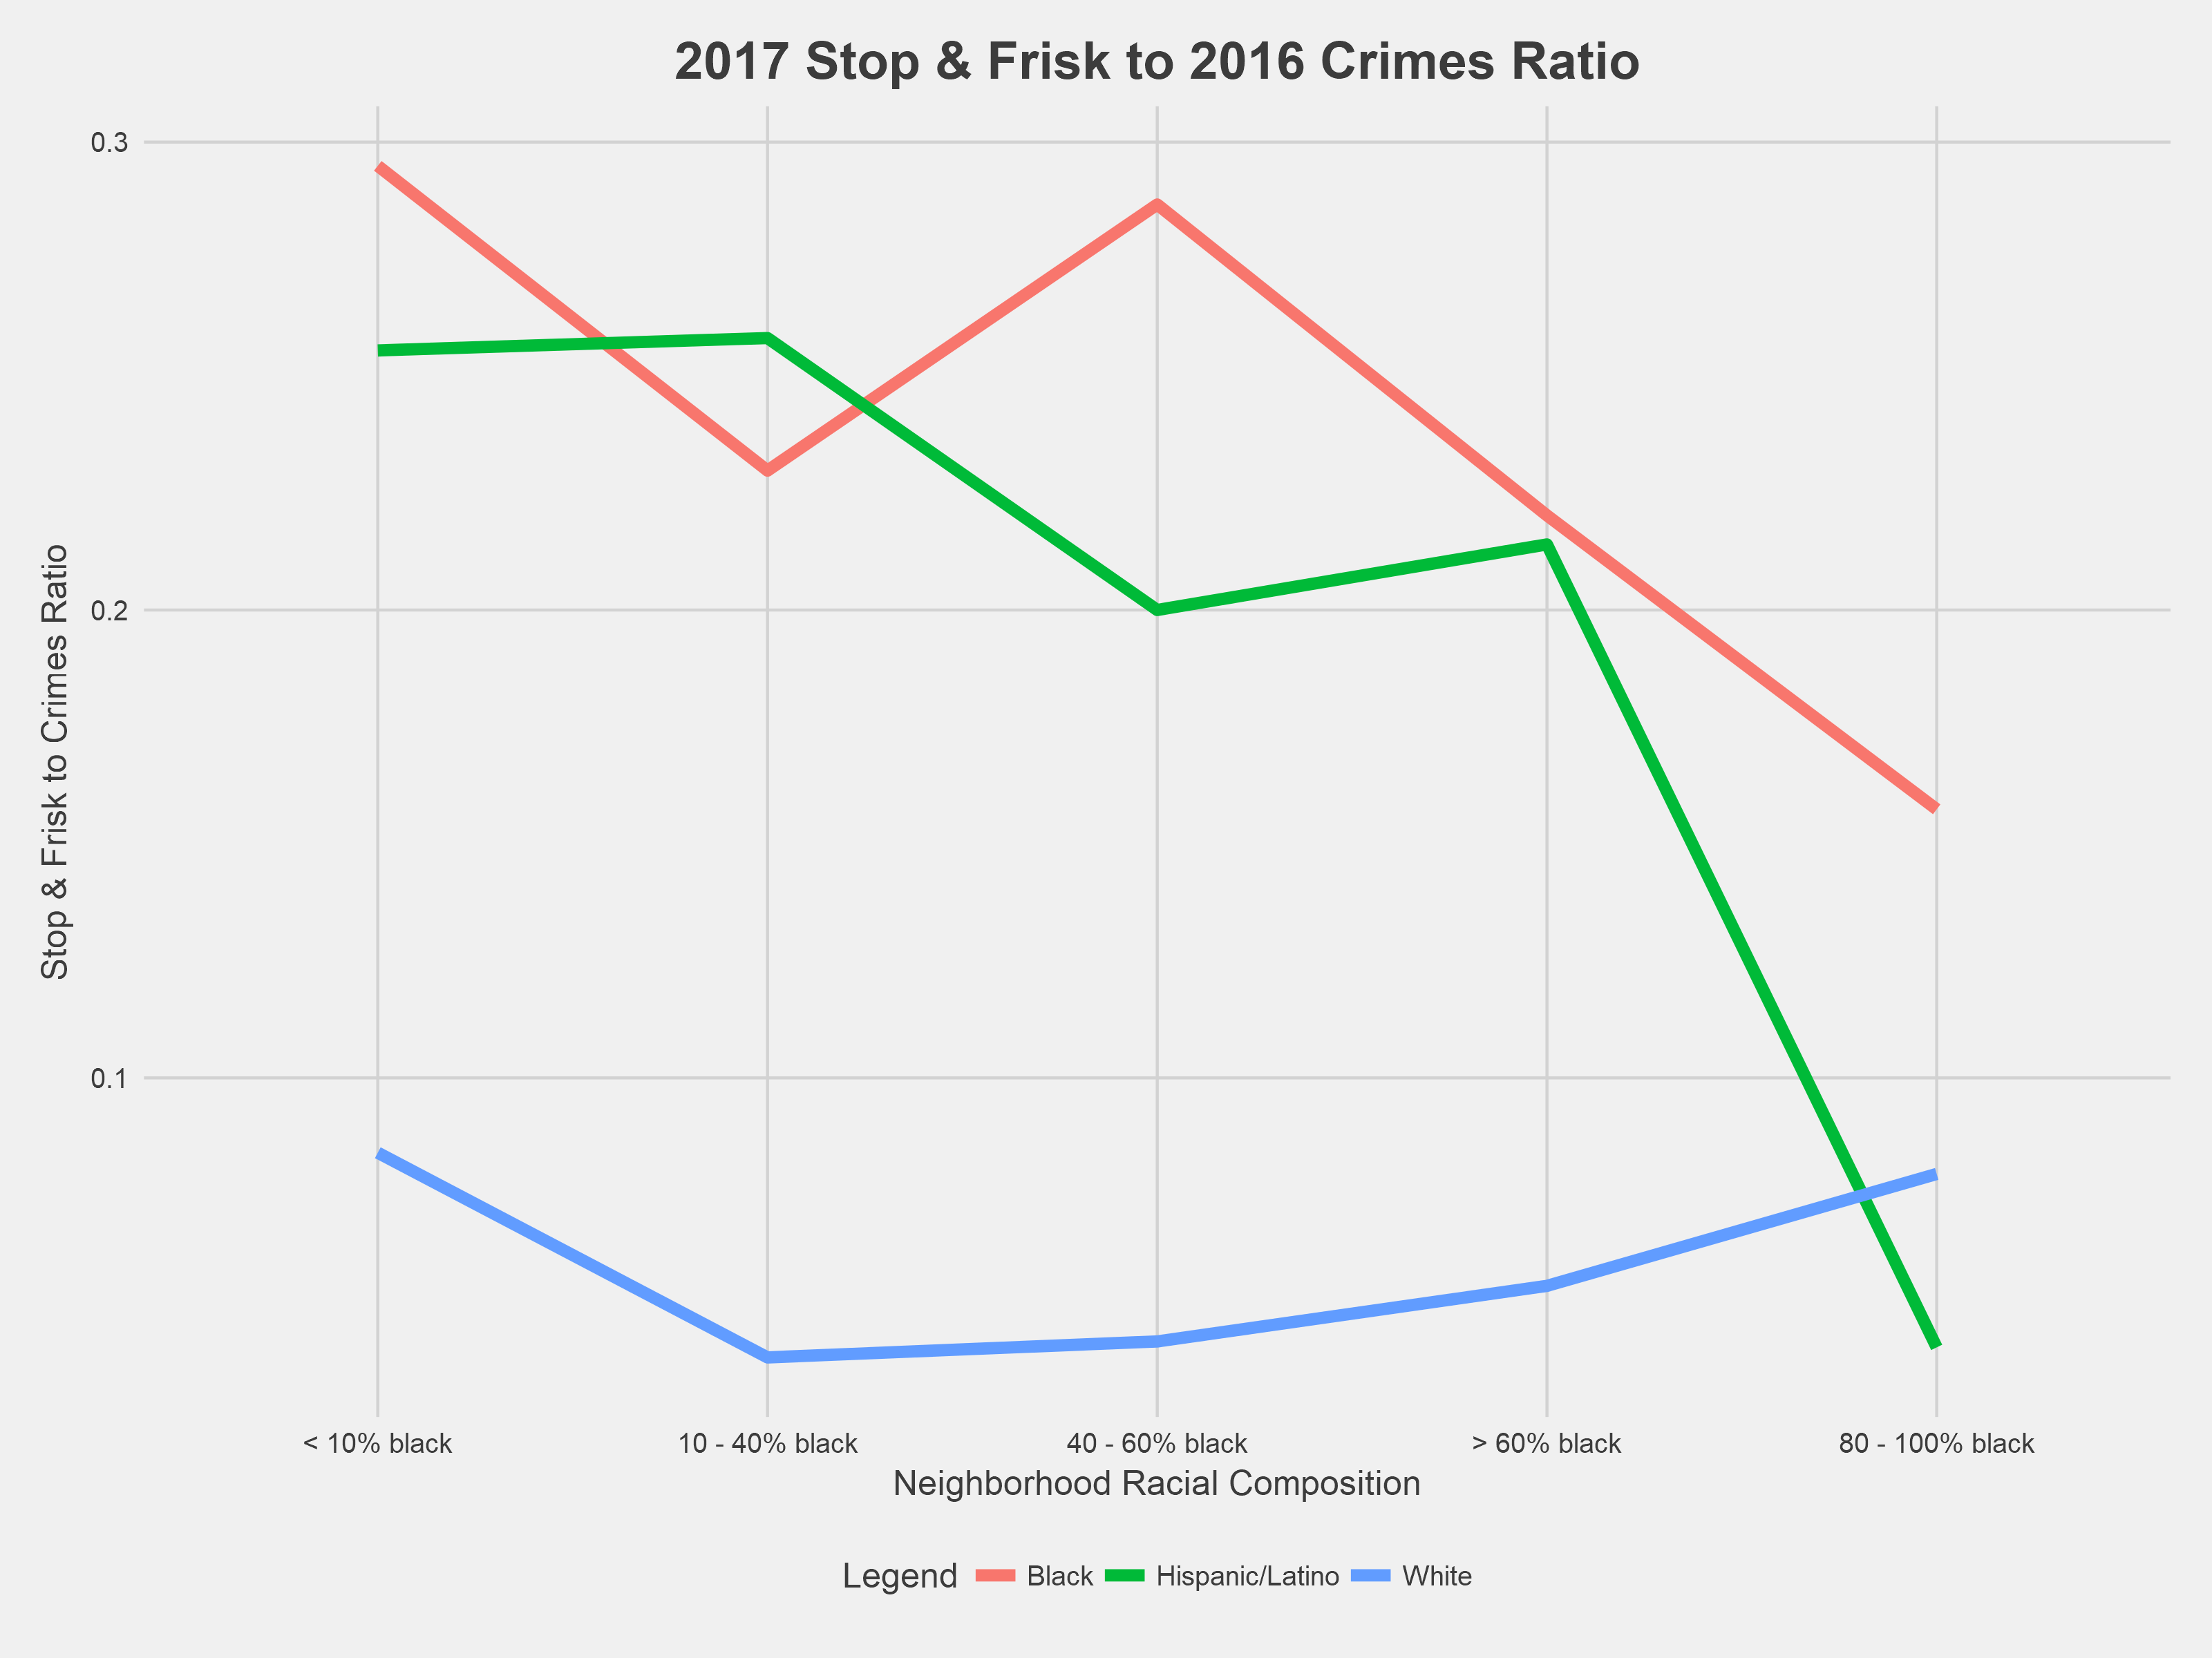 2017 Stop & Frisk to 2016 Crimes Ratio
Stop & Frisk to Crimes Ratio
0.3
0.2
0.1
< 10% black
10 - 40% black
40 - 60% black
> 60% black
80 - 100% black
Neighborhood Racial Composition
Legend Black Hispanic/Latino White